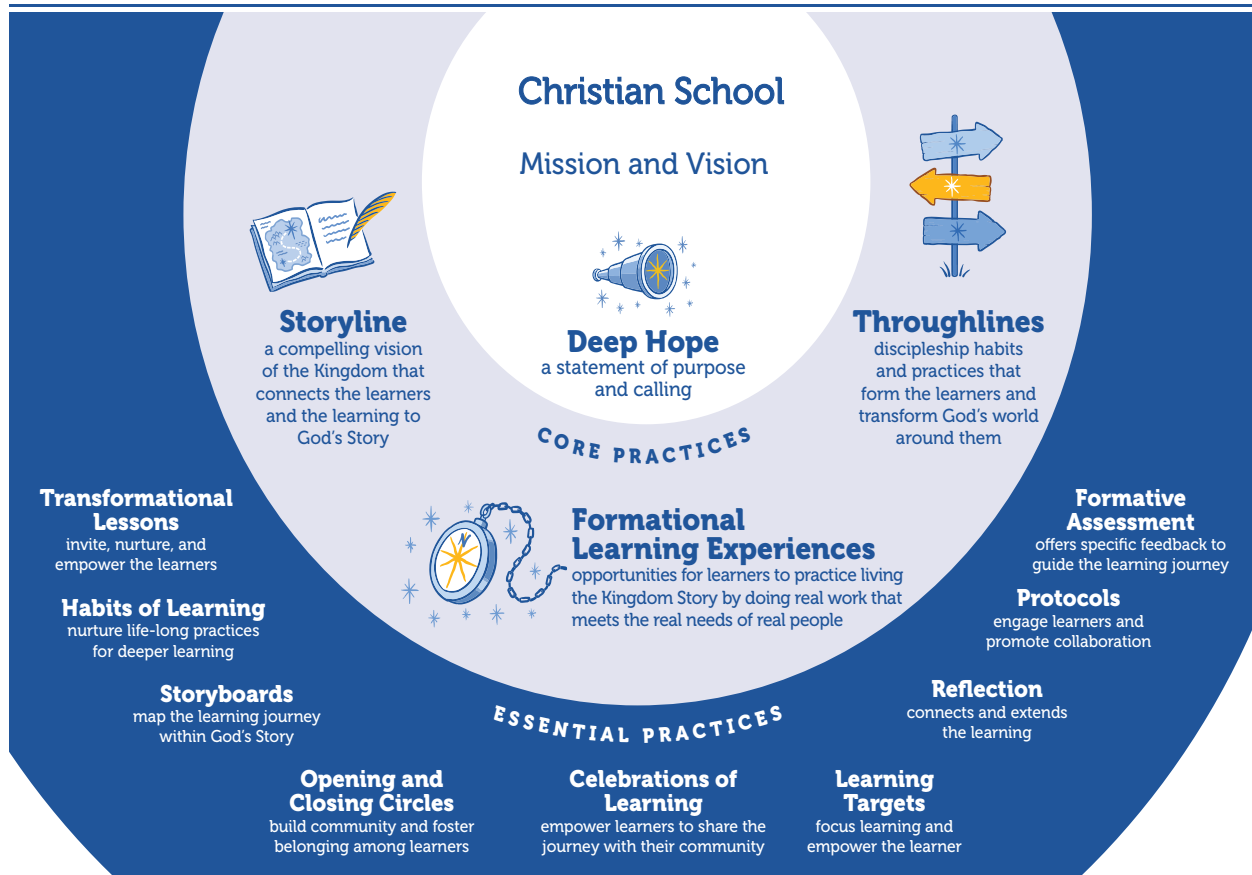 Christian School
Mission and Vision
Deep Hope
a statement of purpose
and calling
Storyline
a compelling vision
of the Kingdom that
connects the learners
and the learning to
God's Story
Throughlines
discipleship habits
and practices that
form the learners and
transform God's world
around them
CORE PRACTICES
N
Formational
Learning Experiences
opportunities for learners to practice living
the Kingdom Story by doing real work that
meets the real needs of real people
Transformational
Lessons
invite, nurture, and
empower the learners
Habits of Learning
nurture life-long practices
for deeper learning
Storyboards
map the learning journey
within God's Story
ESSENTIAL PRACTICES
Opening and
Closing Circles
build community and foster
belonging among learners
Celebrations of
Learning
empower learners to share the
journey with their community
Learning
Targets
focus learning and
empower the learner
Reflection
connects and extends
the learning
Protocols
engage learners and
promote collaboration
Formative
Assessment
offers specific feedback to
guide the learning journey